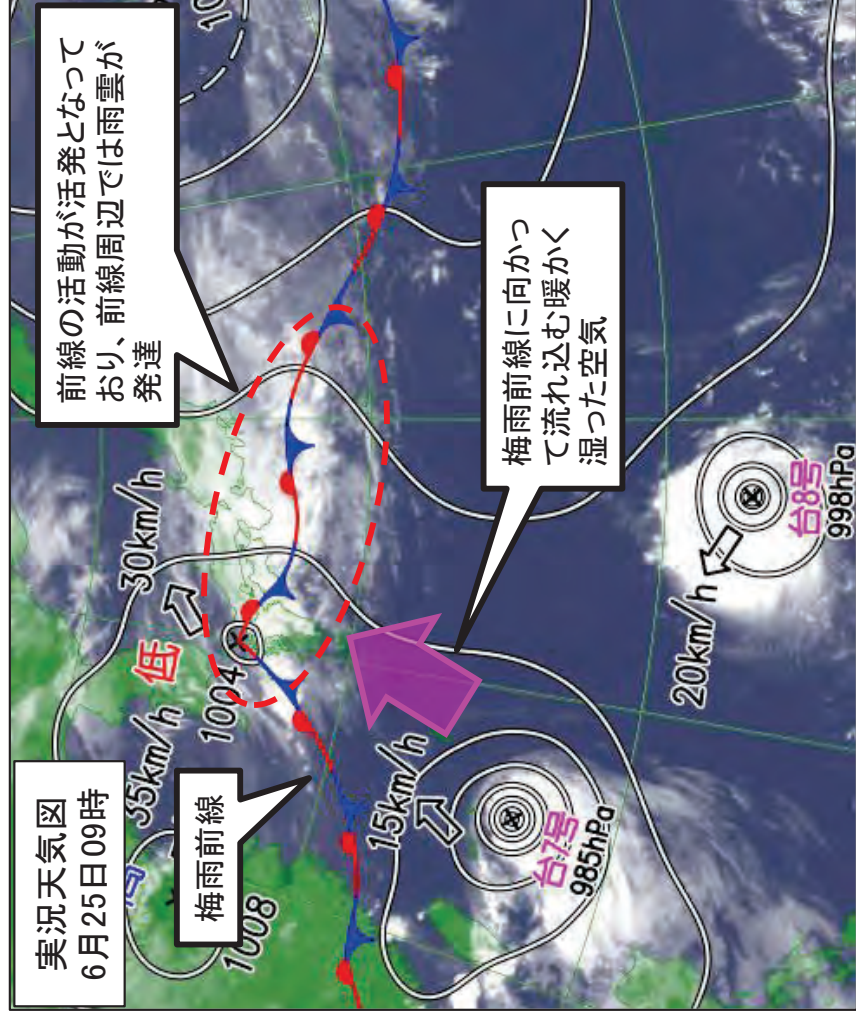 実況天気図
6月25日09時
前線の活動が活発となって
おり、前線周辺では雨雲が
発達
梅雨前線
梅雨前線に向かっ
て流れ込む暖かく
湿った空気
高
1008
35km/h
低
1004
30km/h
15km/h
台7号
985hPa
20km/h
台8号
998hPa